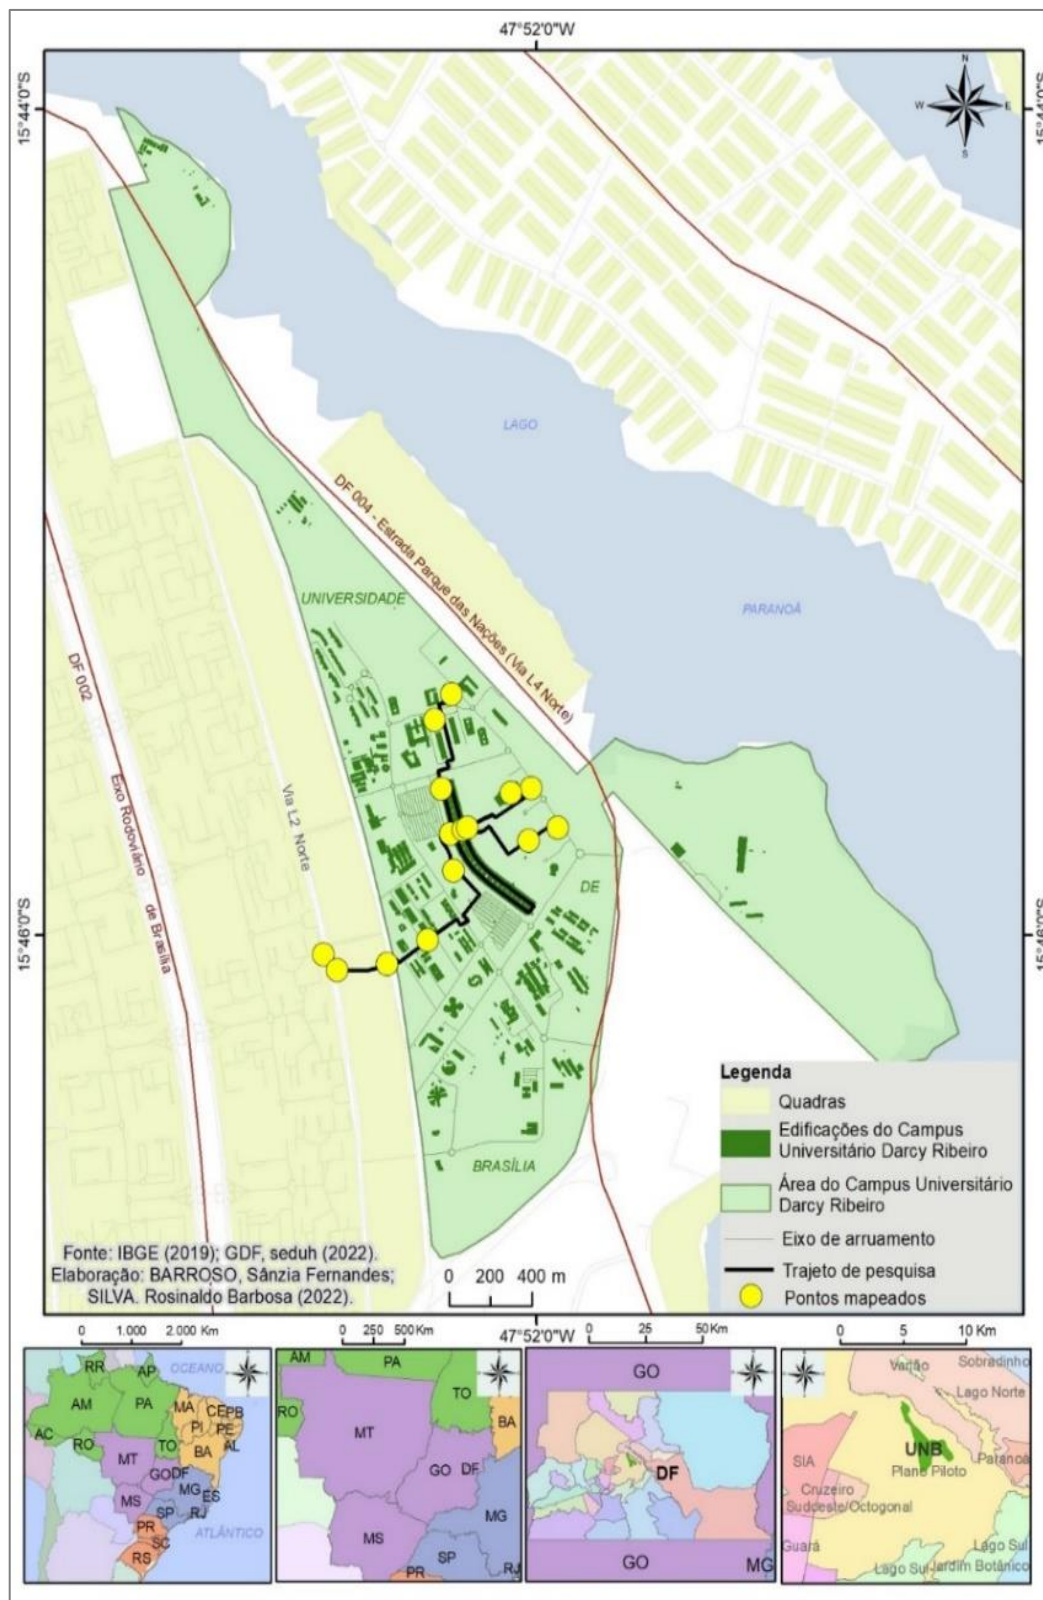 47°52'0"W
15°44'0"S
15°44'0"S
N
W
E
S
LAGO
DF 004 - Estrada Parque das Nações (Via L4 Norte)
UNIVERSIDADE
PARANOÁ
DF 002
Eixo Rodoviário
de Brasília
Via L2 Norte
DE
15°46'0"S
15°46'0"S
BRASÍLIA
Legenda
Quadras
Edificações do Campus
Universitário Darcy Ribeiro
Área do Campus Universitário
Darcy Ribeiro
Eixo de arruamento
Trajeto de pesquisa
Pontos mapeados
Fonte: IBGE (2019); GDF, seduh (2022).
Elaboração: BARROSO, Sânzia Fernandes;
SILVA. Rosinaldo Barbosa (2022).
0 200 400 m
47°52'0"W
0 1.000 2.000 Km
RR
AP
OCEANO
AM
PA
MA
CE
PB
PI
PE
AC
RO
TO
BA
AL
MT
GO
DF
MG
ES
MS
SP
RJ
PR
SC
RS
ATLÂNTICO
0 250 500 Km
AM
PA
TO
RO
BA
MT
GO
DF
MG
MS
SP
PR
RJ
0 25 50 Km
GO
DF
GO
MG
0 5 10 Km
Varjão
Sobradinho
Lago Norte
UNB
Plano Piloto
Paranoá
SIA
Cruzeiro
Sudoeste/Octogonal
Guará
Lago Sul
Lago Sul
Jardim Botânico